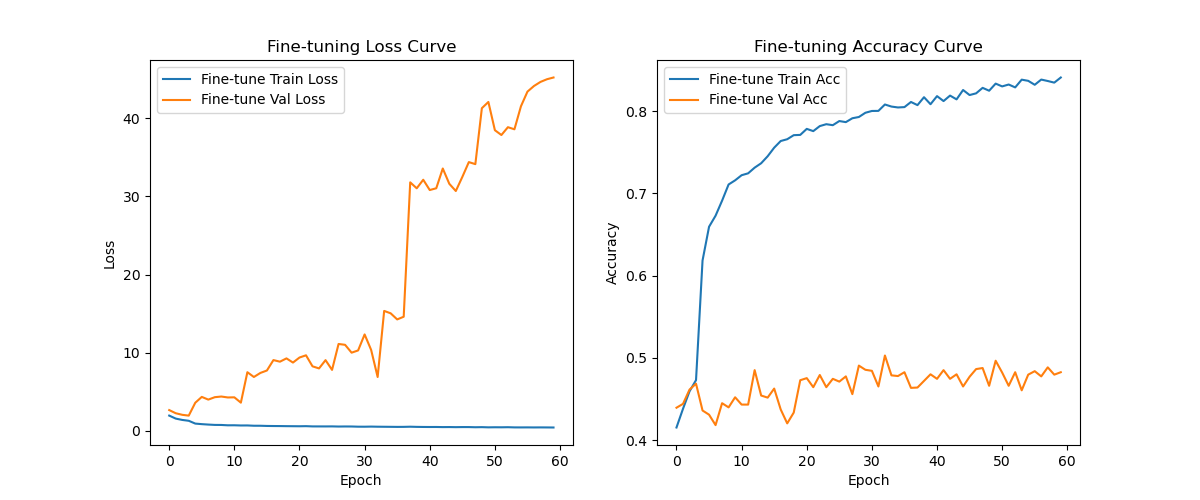 Fine-tuning Loss Curve
Fine-tune Train Loss
Fine-tune Val Loss
Loss
40
30
20
10
0
0 10 20 30 40 50 60
Epoch
Fine-tuning Accuracy Curve
Fine-tune Train Acc
Fine-tune Val Acc
Accuracy
0.8
0.7
0.6
0.5
0.4
0 10 20 30 40 50 60
Epoch